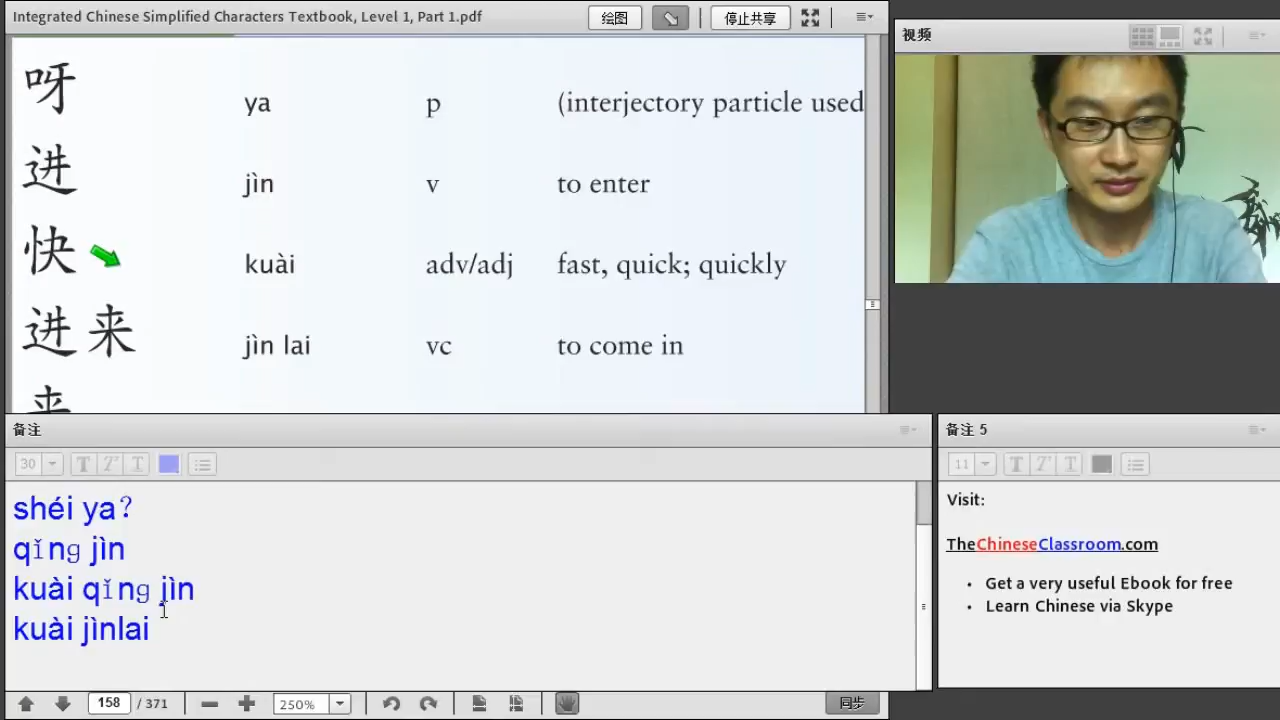 Integrated Chinese Simplified Characters Textbook, Level 1, Part 1.pdf
绘图
停止共享
视频
呀 ya p (interjectory particle used
进 jìn v to enter
快 kuài adv/adj fast, quick; quickly
进来 jìn lai vc to come in
备注
30
shéi ya?
qǐng jìn
kuài qǐng jìn
kuài jìnlai
158 / 371
250%
同步
备注 5
11
Visit:
TheChineseClassroom.com
• Get a very useful Ebook for free
• Learn Chinese via Skype